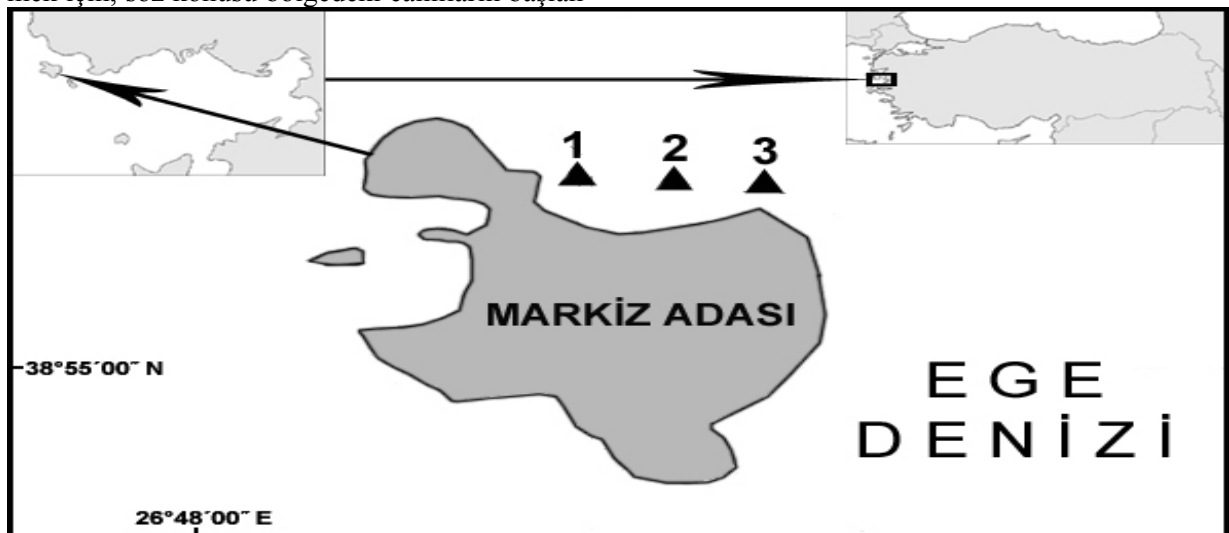 1 2 3
MARKİZ ADASI
38°55′00″ N
E G E
D E N İ Z İ
26°48′00″ E